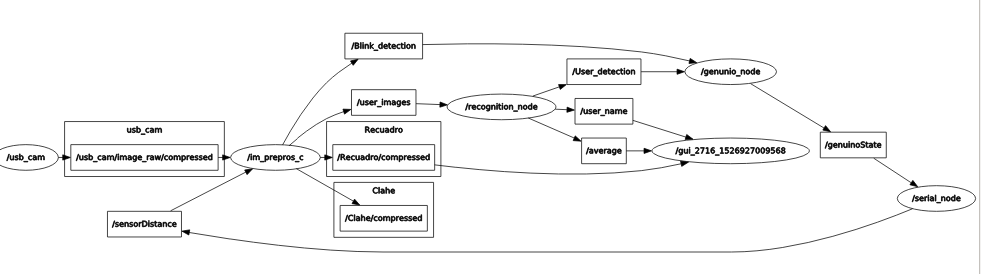 /Blink_detection
/User_detection
/genunio_node
/user_images
/recognition_node
/user_name
usb_cam
Recuadro
/usb_cam
/usb_cam/image_raw/compressed
/im_prepros_c
/Recuadro/compressed
/average
/gui_2716_1526927009568
/genuinoState
Clahe
/Clahe/compressed
/sensorDistance
/serial_node